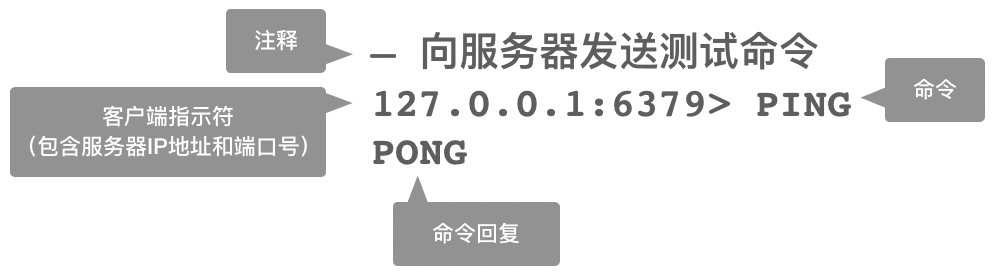 注释
— 向服务器发送测试命令
客户端指示符
（包含服务器IP地址和端口号）
127.0.0.1:6379> PING
命令
PONG
命令回复